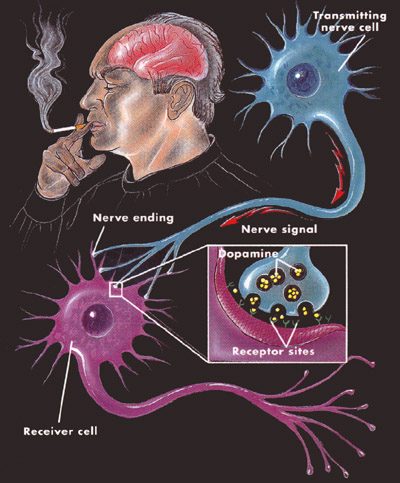 Transmitting
nerve cell
Nerve ending
Nerve signal
Dopamine
Receptor sites
Receiver cell